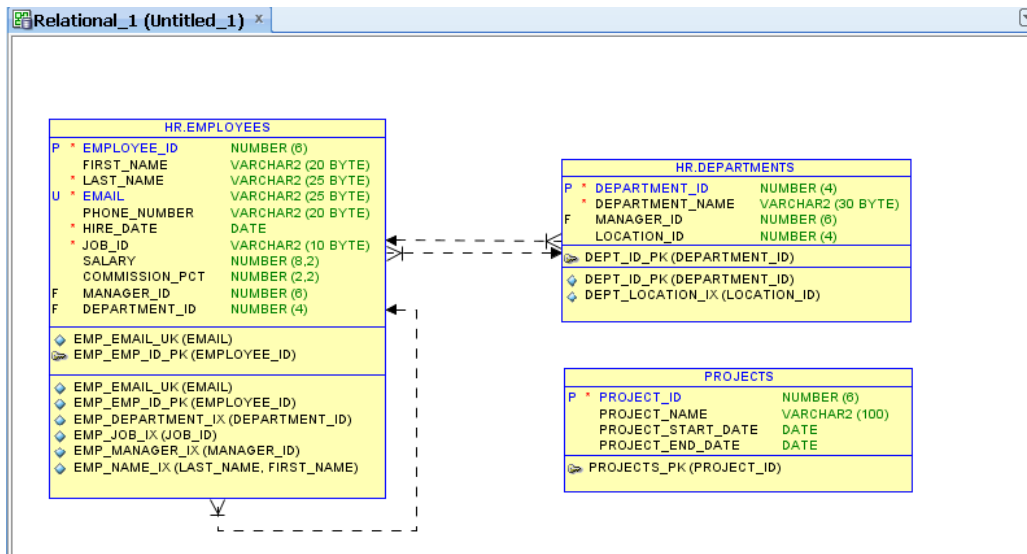 Relational_1 (Untitled_1) x
HR.EMPLOYEES
P * EMPLOYEE_ID NUMBER (6)
FIRST_NAME VARCHAR2 (20 BYTE)
* LAST_NAME VARCHAR2 (25 BYTE)
U * EMAIL VARCHAR2 (25 BYTE)
PHONE_NUMBER VARCHAR2 (20 BYTE)
* HIRE_DATE DATE
* JOB_ID VARCHAR2 (10 BYTE)
SALARY NUMBER (8,2)
COMMISSION_PCT NUMBER (2,2)
F MANAGER_ID NUMBER (6)
F DEPARTMENT_ID NUMBER (4)
EMP_EMAIL_UK (EMAIL)
EMP_EMP_ID_PK (EMPLOYEE_ID)
EMP_EMAIL_UK (EMAIL)
EMP_EMP_ID_PK (EMPLOYEE_ID)
EMP_DEPARTMENT_IX (DEPARTMENT_ID)
EMP_JOB_IX (JOB_ID)
EMP_MANAGER_IX (MANAGER_ID)
EMP_NAME_IX (LAST_NAME, FIRST_NAME)
HR.DEPARTMENTS
P * DEPARTMENT_ID NUMBER (4)
* DEPARTMENT_NAME VARCHAR2 (30 BYTE)
F MANAGER_ID NUMBER (6)
LOCATION_ID NUMBER (4)
DEPT_ID_PK (DEPARTMENT_ID)
DEPT_ID_PK (DEPARTMENT_ID)
DEPT_LOCATION_IX (LOCATION_ID)
PROJECTS
P * PROJECT_ID NUMBER (6)
PROJECT_NAME VARCHAR2 (100)
PROJECT_START_DATE DATE
PROJECT_END_DATE DATE
PROJECTS_PK (PROJECT_ID)